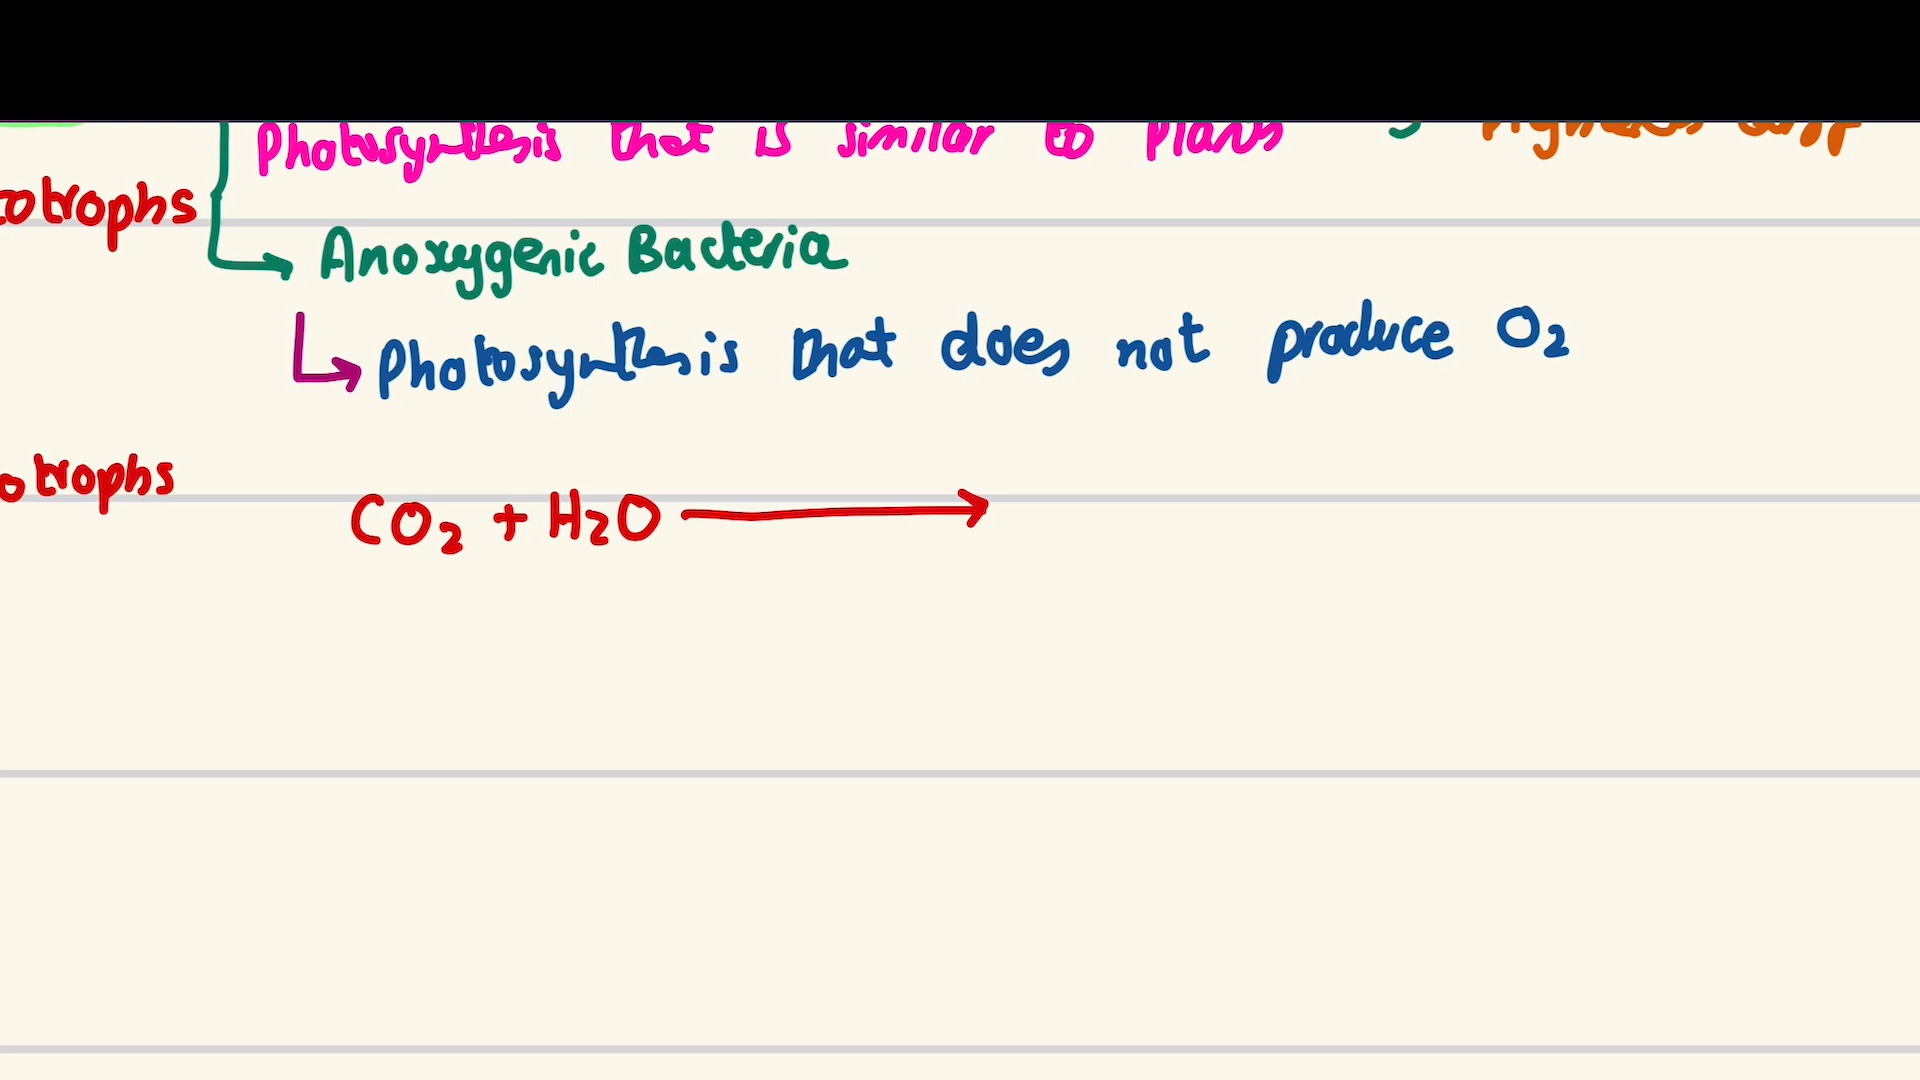 Photosynthesis that is similar to plants
otrophs
Anoxygenic Bacteria
Photosynthesis that does not produce O2
otrophs
CO2 + H2O →